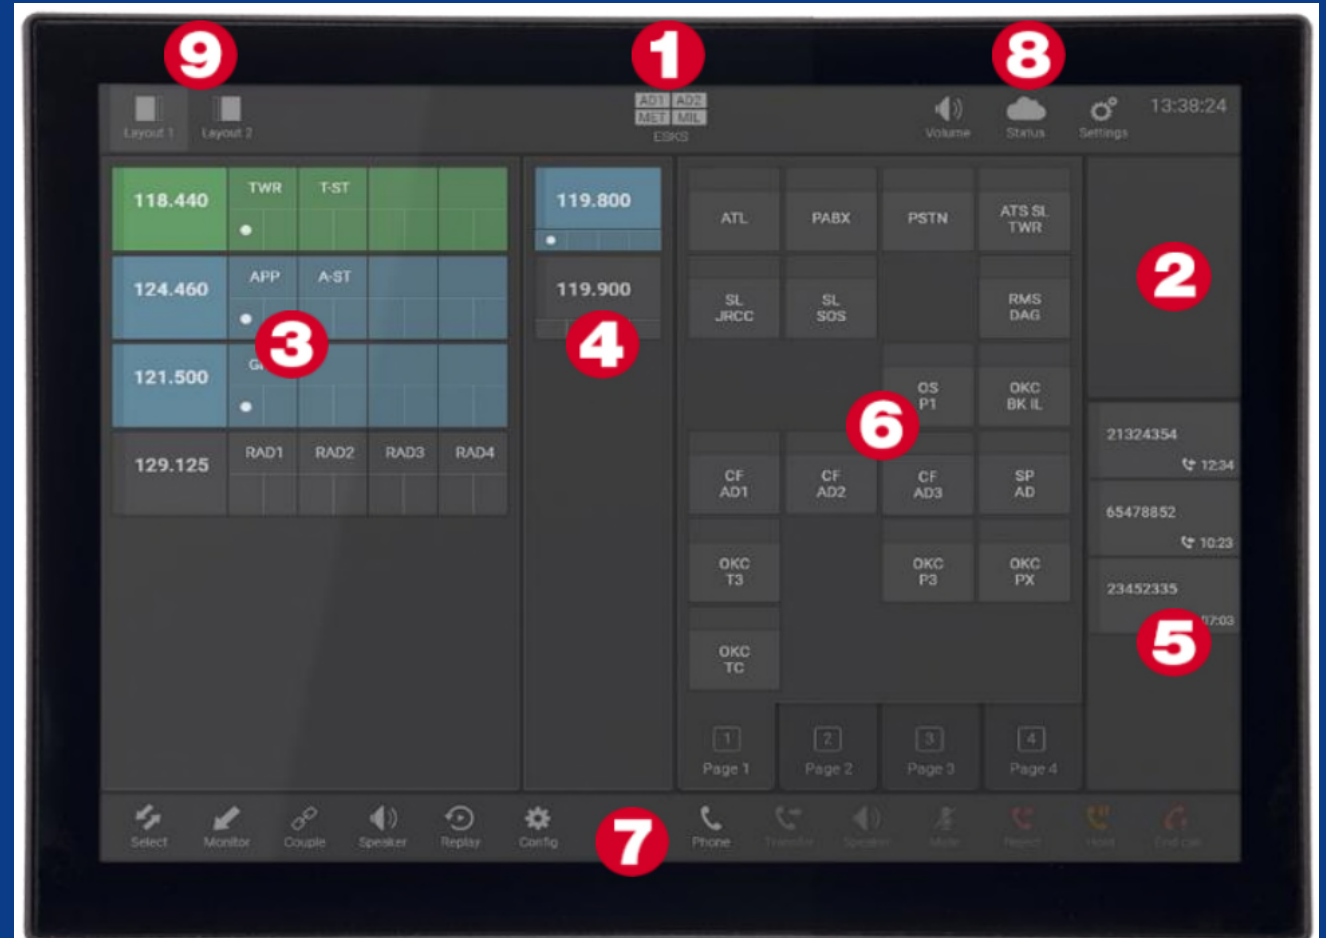 9
1
8
AD1 AD2
MET MIL
ESKS
Layout 1
Layout 2
Volume
Status
Settings
13:38:24
118.440
TWR
T-ST
124.460
APP
A-ST
3
121.500
129.125
RAD1
RAD2
RAD3
RAD4
119.800
119.900
4
ATL
PABX
PSTN
ATS SL
TWR
SL
JRCC
SL
SOS
RMS
DAG
OS
P1
OKC
BK IL
6
CF
AD1
CF
AD2
CF
AD3
SP
AD
OKC
T3
OKC
P3
OKC
PX
OKC
TC
1
Page 1
2
Page 2
3
Page 3
4
Page 4
2
21324354
12:34
65478852
10:23
23452335
17:03
5
Select
Monitor
Couple
Speaker
Replay
Config
7
Phone
Transfer
Speaker
Mute
Reject
Hold
End call